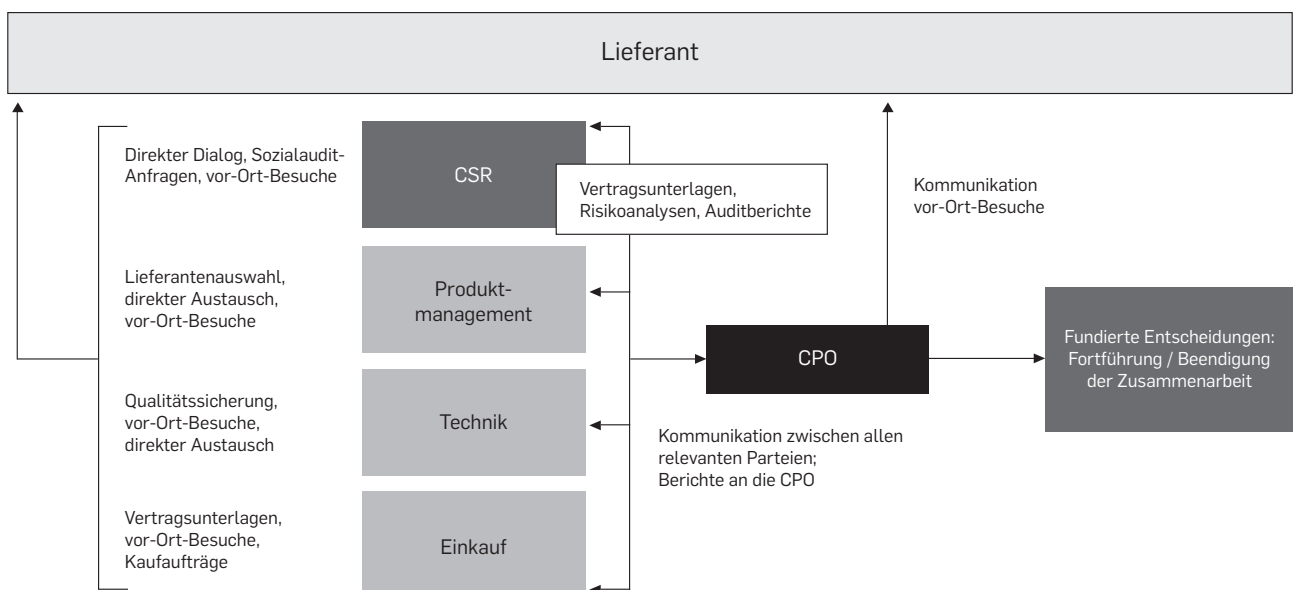 Lieferant
Direkter Dialog, Sozialaudit-
Anfragen, vor-Ort-Besuche
CSR
Vertragsunterlagen,
Risikoanalysen, Auditberichte
Kommunikation
vor-Ort-Besuche
Lieferantenauswahl,
direkter Austausch,
vor-Ort-Besuche
Produkt-
management
CPO
Fundierte Entscheidungen:
Fortführung / Beendigung
der Zusammenarbeit
Qualitätssicherung,
vor-Ort-Besuche,
direkter Austausch
Technik
Kommunikation zwischen allen
relevanten Parteien;
Berichte an die CPO
Vertragsunterlagen,
vor-Ort-Besuche,
Kaufaufträge
Einkauf